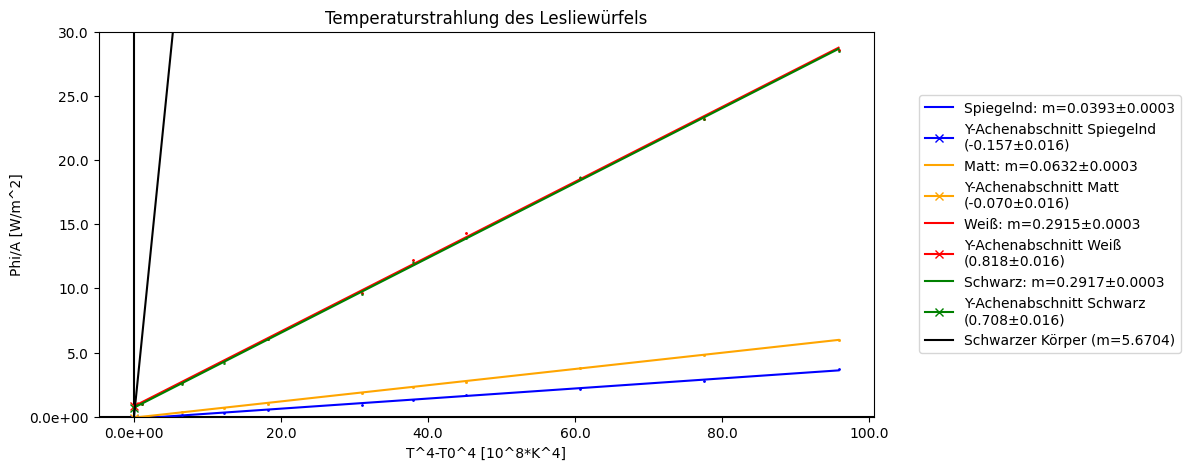 Temperaturstrahlung des Lesliewürfels
30.0
25.0
20.0
15.0
10.0
5.0
0.0e+00
Phi/A [W/m^2]
0.0e+00 20.0 40.0 60.0 80.0 100.0
T^4-T0^4 [10^8*K^4]
Spiegelnd: m=0.0393±0.0003
Y-Achenabschnitt Spiegelnd
(-0.157±0.016)
Matt: m=0.0632±0.0003
Y-Achenabschnitt Matt
(-0.070±0.016)
Weiß: m=0.2915±0.0003
Y-Achenabschnitt Weiß
(0.818±0.016)
Schwarz: m=0.2917±0.0003
Y-Achenabschnitt Schwarz
(0.708±0.016)
Schwarzer Körper (m=5.6704)